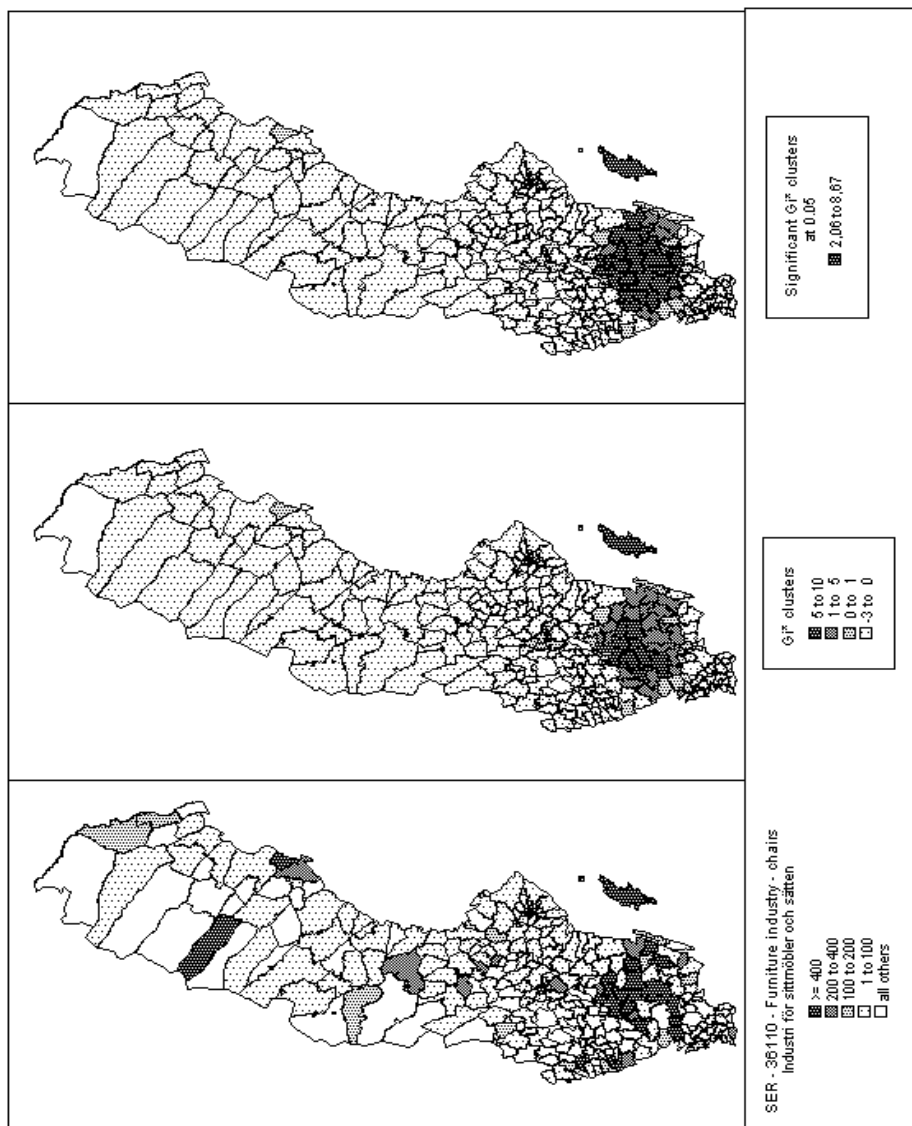 SER - 36110 - Furniture industry - chairs
Industri för sittmöbler och sätten
>= 400
200 to 400
100 to 200
1 to 100
all others
Gi* clusters
5 to 10
1 to 5
0 to 1
-3 to 0
Significant Gi* clusters
at 0.05
2,06 to 8,67